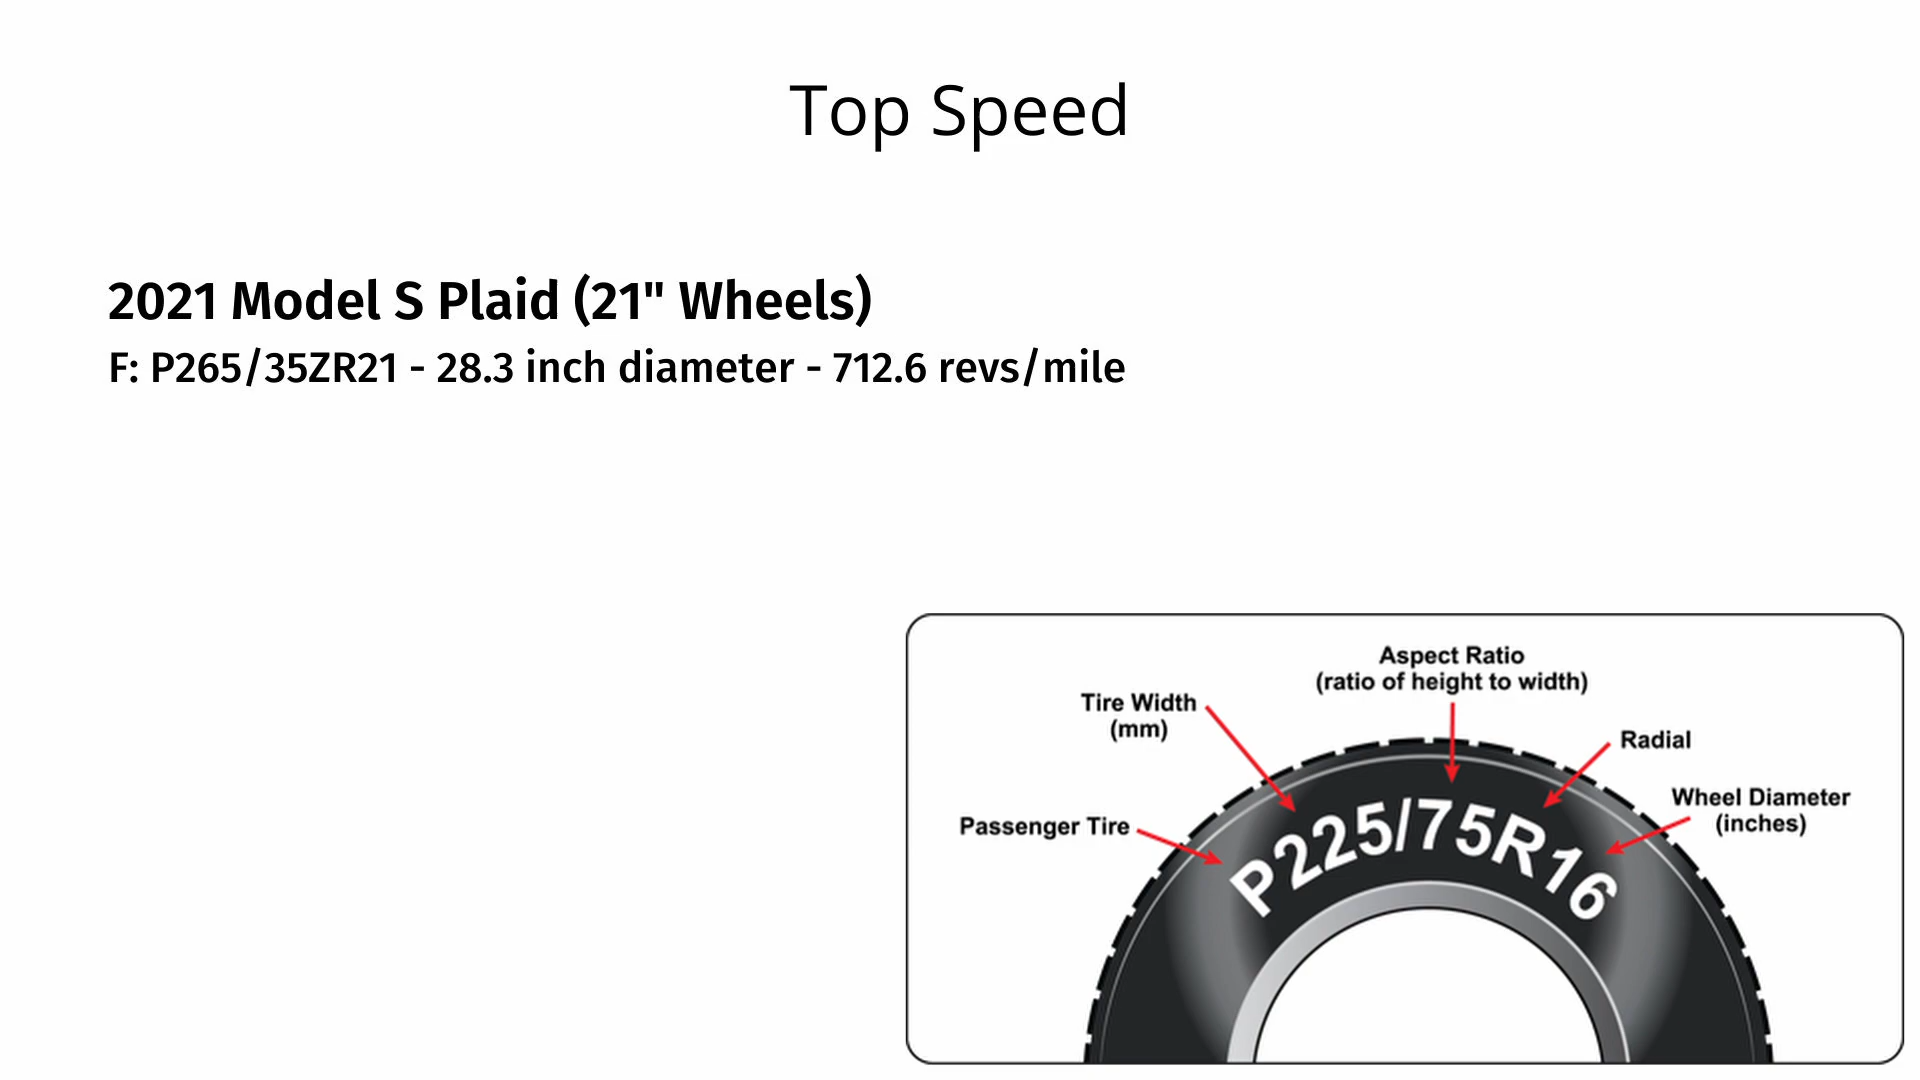 Top Speed
2021 Model S Plaid (21" Wheels)
F: P265/35ZR21 - 28.3 inch diameter - 712.6 revs/mile
Aspect Ratio
(ratio of height to width)
Tire Width
(mm)
Radial
Wheel Diameter
(inches)
Passenger Tire
P225/75R16